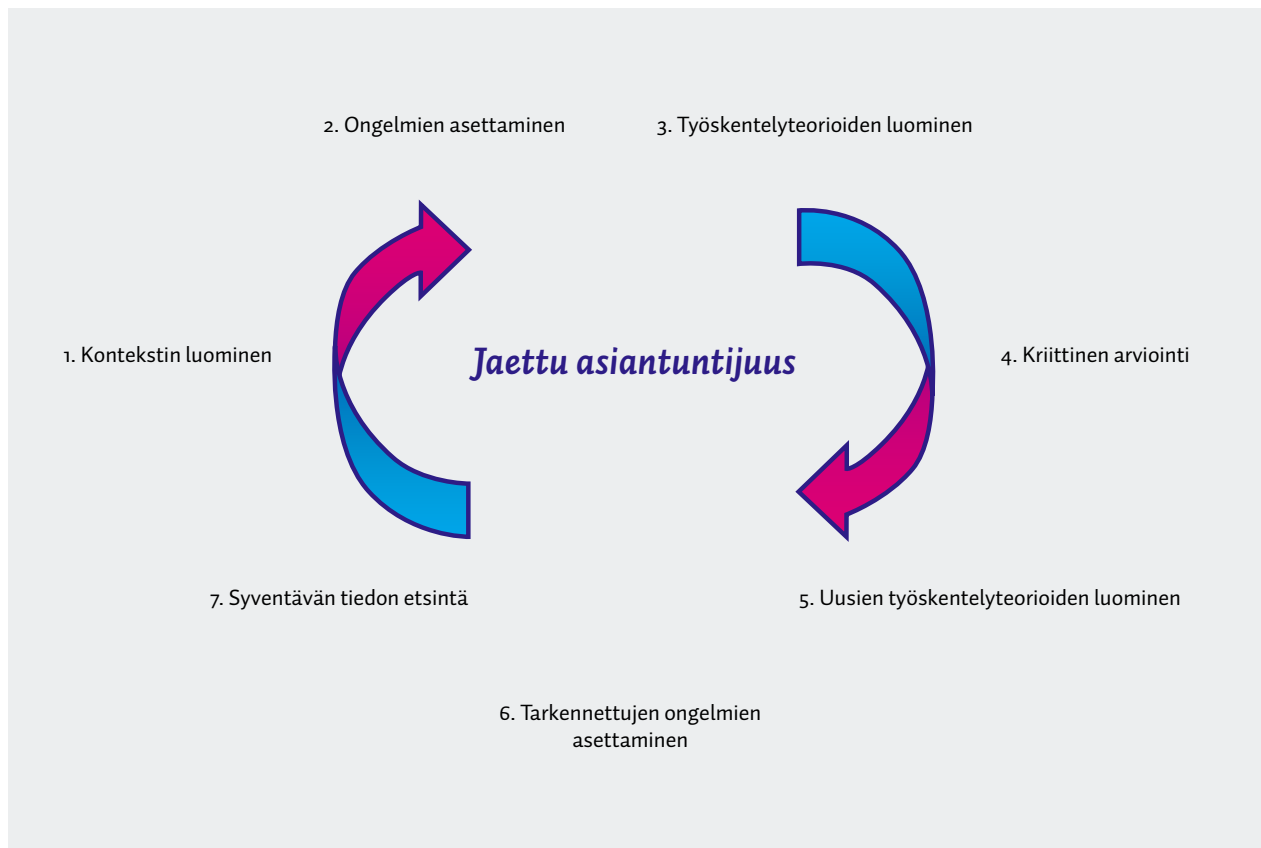 2. Ongelmien asettaminen
3. Työskentelyteorioiden luominen
1. Kontekstin luominen
Jaettu asiantuntijuus
4. Kriittinen arviointi
7. Syventävän tiedon etsintä
5. Uusien työskentelyteorioiden luominen
6. Tarkennettujen ongelmien
asettaminen